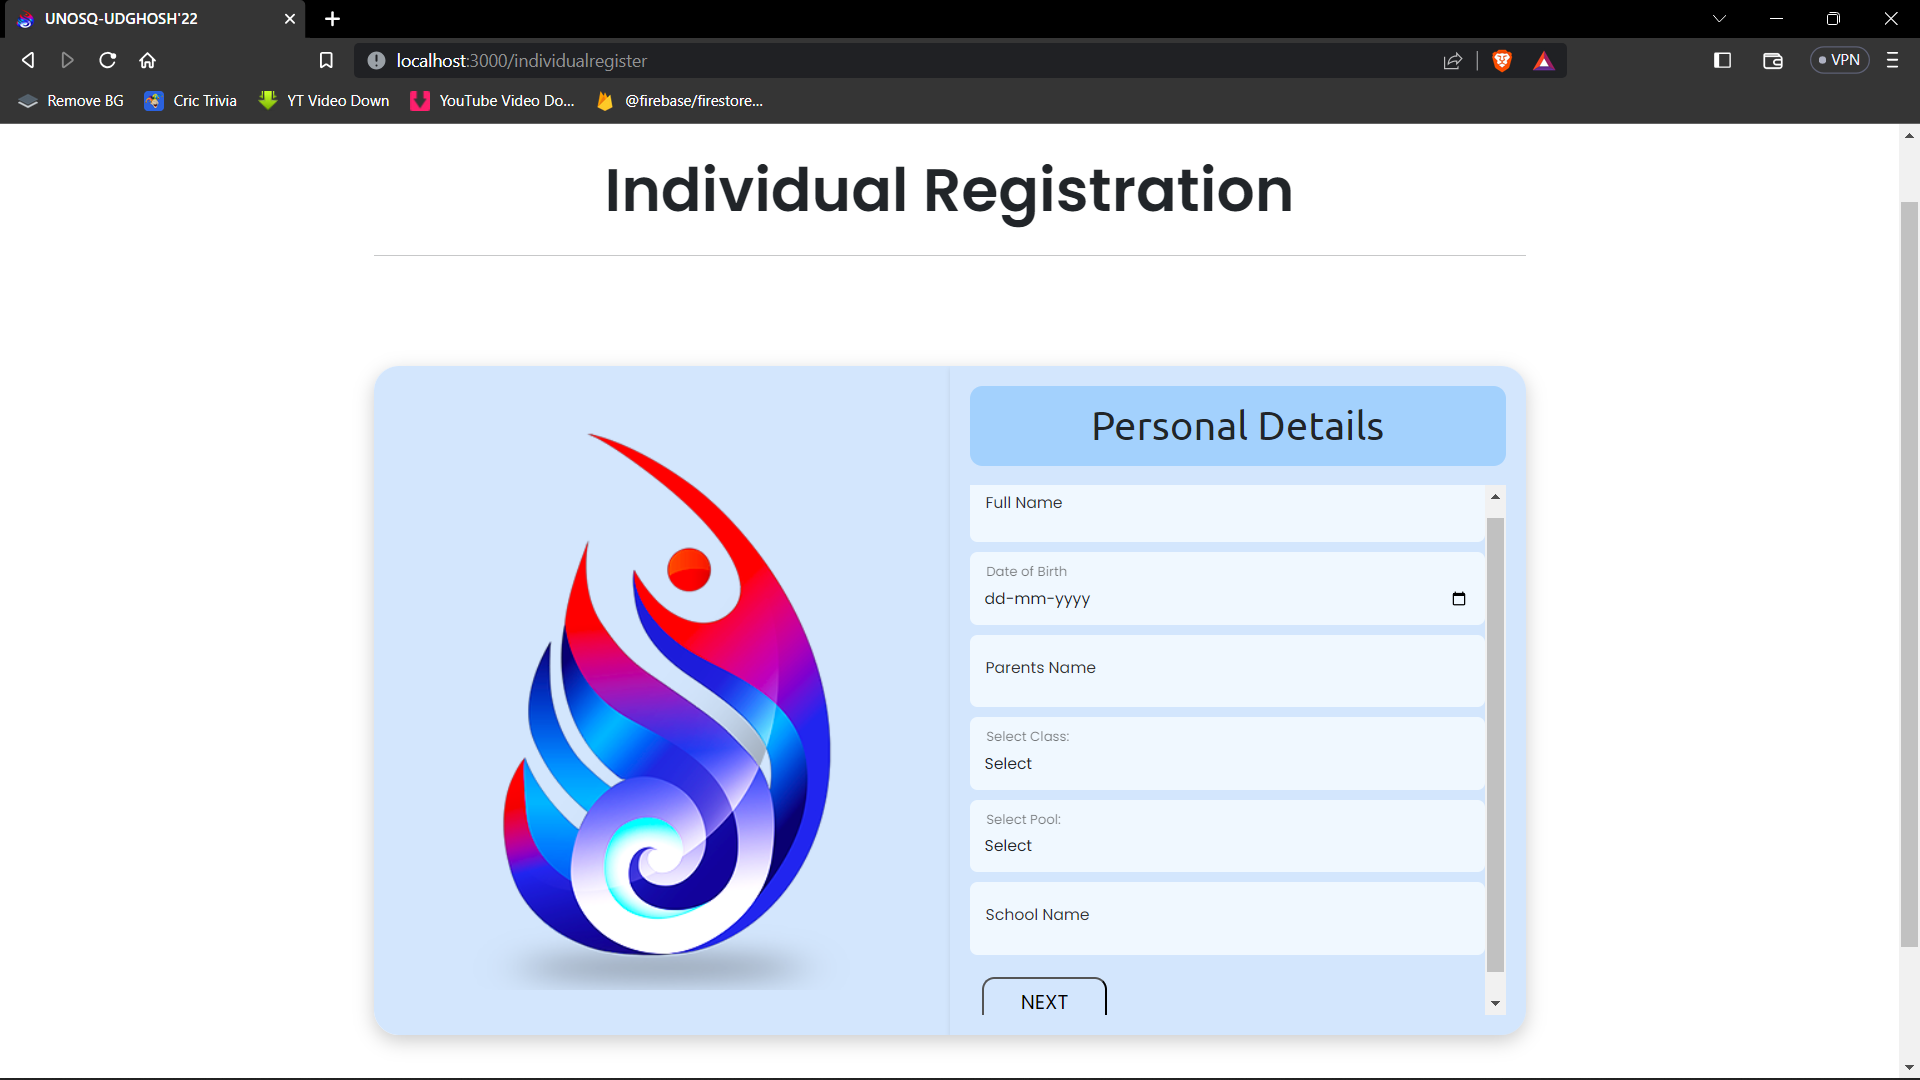 UNOSQ-UDGHOSH'22
localhost:3000/individualregister
VPN
Remove BG
Cric Trivia
YT Video Down
YouTube Video Do...
@firebase/firestore...
Individual Registration
Personal Details
Full Name
Date of Birth
dd-mm-yyyy
Parents Name
Select Class:
Select
Select Pool:
Select
School Name
NEXT